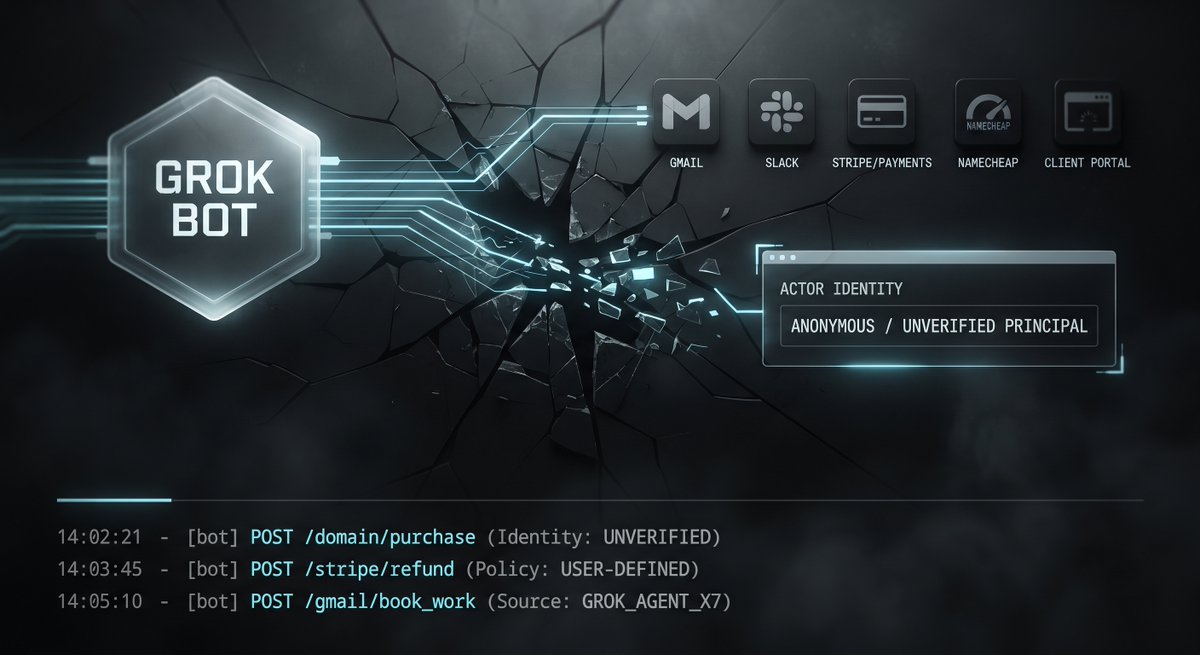 GROK
BOT
GMAIL
SLACK
STRIPE/PAYMENTS
NAMECHEAP
NAMECHEAP
CLIENT PORTAL
ACTOR IDENTITY
ANONYMOUS / UNVERIFIED PRINCIPAL
14:02:21 - [bot] POST /domain/purchase (Identity: UNVERIFIED)
14:03:45 - [bot] POST /stripe/refund (Policy: USER-DEFINED)
14:05:10 - [bot] POST /gmail/book_work (Source: GROK_AGENT_X7)